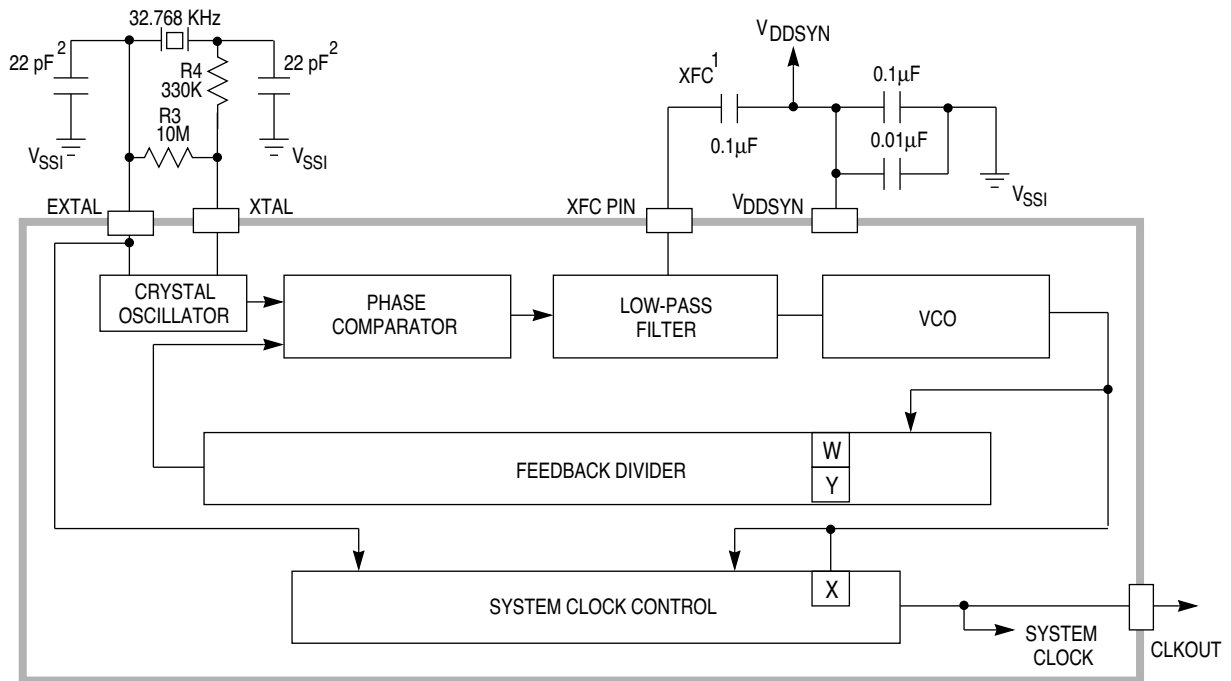 32.768 KHz
22 pF2
R4
330K
22 pF2
R3
10M
VSSI
VSSI
VDDSYN
XFC1
0.1µF
0.1µF
0.01µF
VSSI
EXTAL
XTAL
XFC PIN
VDDSYN
CRYSTAL
OSCILLATOR
PHASE
COMPARATOR
LOW-PASS
FILTER
VCO
FEEDBACK DIVIDER
W
Y
SYSTEM CLOCK CONTROL
X
SYSTEM
CLOCK
CLKOUT